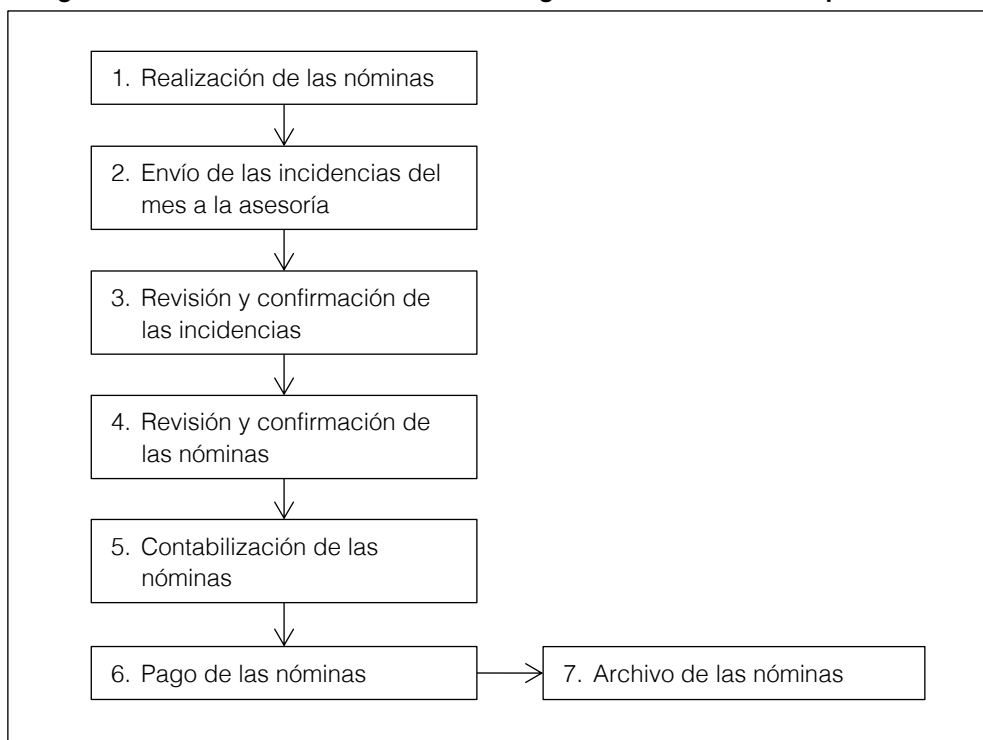 1. Realización de las nóminas
2. Envío de las incidencias del
mes a la asesoría
3. Revisión y confirmación de
las incidencias
4. Revisión y confirmación de
las nóminas
5. Contabilización de las
nóminas
6. Pago de las nóminas
7. Archivo de las nóminas